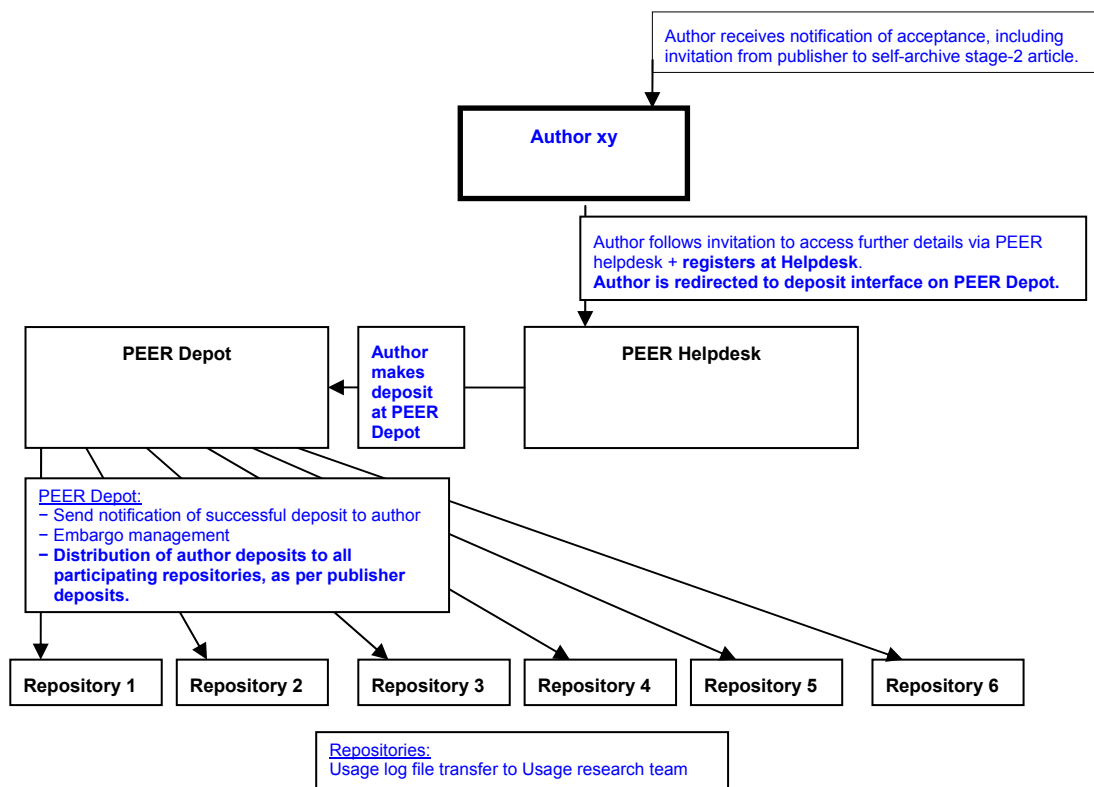 Author receives notification of acceptance, including
invitation from publisher to self-archive stage-2 article.
Author xy
Author follows invitation to access further details via PEER
helpdesk + registers at Helpdesk.
Author is redirected to deposit interface on PEER Depot.
PEER Depot
Author
makes
deposit
at PEER
Depot
PEER Helpdesk
PEER Depot:
− Send notification of successful deposit to author
− Embargo management
− Distribution of author deposits to all
participating repositories, as per publisher
deposits.
Repository 1
Repository 2
Repository 3
Repository 4
Repository 5
Repository 6
Repositories:
Usage log file transfer to Usage research team